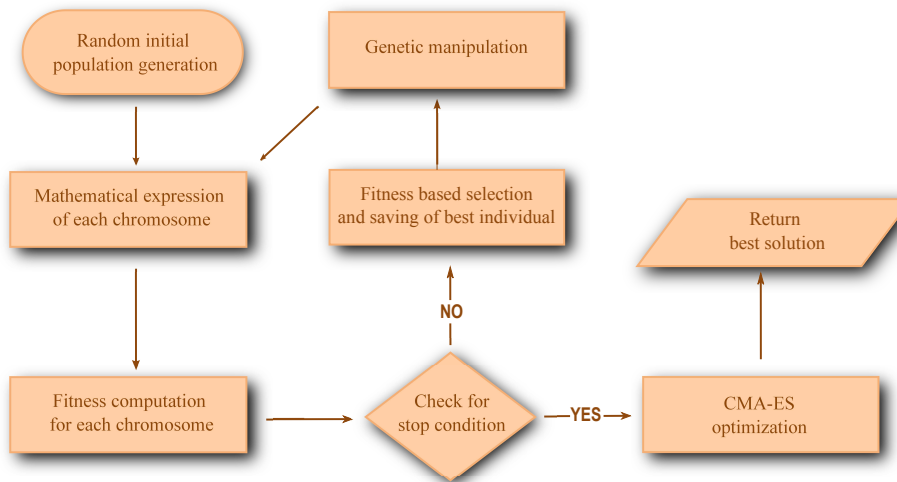 Random initial
population generation
Genetic manipulation
Mathematical expression
of each chromosome
Fitness based selection
and saving of best individual
Return
best solution
NO
Fitness computation
for each chromosome
Check for
stop condition
YES
CMA-ES
optimization